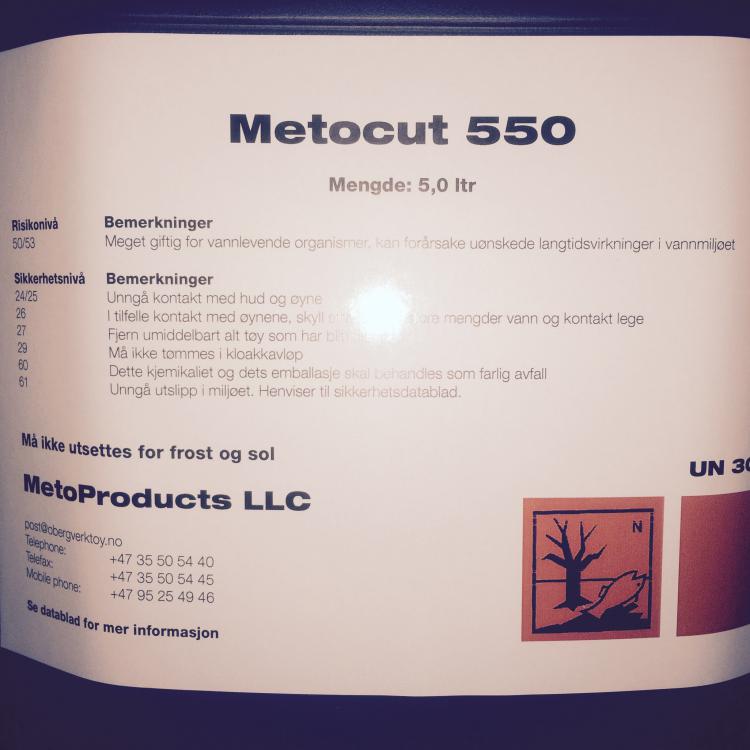 Metocut 550
Mengde: 5,0 ltr
Risikonivå Bemerkninger
50/53 Meget giftig for vannlevende organismer, kan forårsake uønskede langtidsvirkninger i vannmiljøet
Sikkerhetsnivå Bemerkninger
24/25 Unngå kontakt med hud og øyne
26 I tilfelle kontakt med øynene, skyll mengder vann og kontakt lege
27 Fjern umiddelbart alt tøy som har
29 Må ikke tømmes i kloakkavløp
60 Dette kjemikaliet og dets emballasje skal behandles som farlig avfall
61 Unngå utslipp i miljøet. Henviser til sikkerhetsdatablad.
Må ikke utsettes for frost og sol
UN 30
MetoProducts LLC
post@obergverktoy.no
Telephone: +47 35 50 54 40
Telefax: +47 35 50 54 45
Mobile phone: +47 95 25 49 46
N
Se datablad for mer informasjon